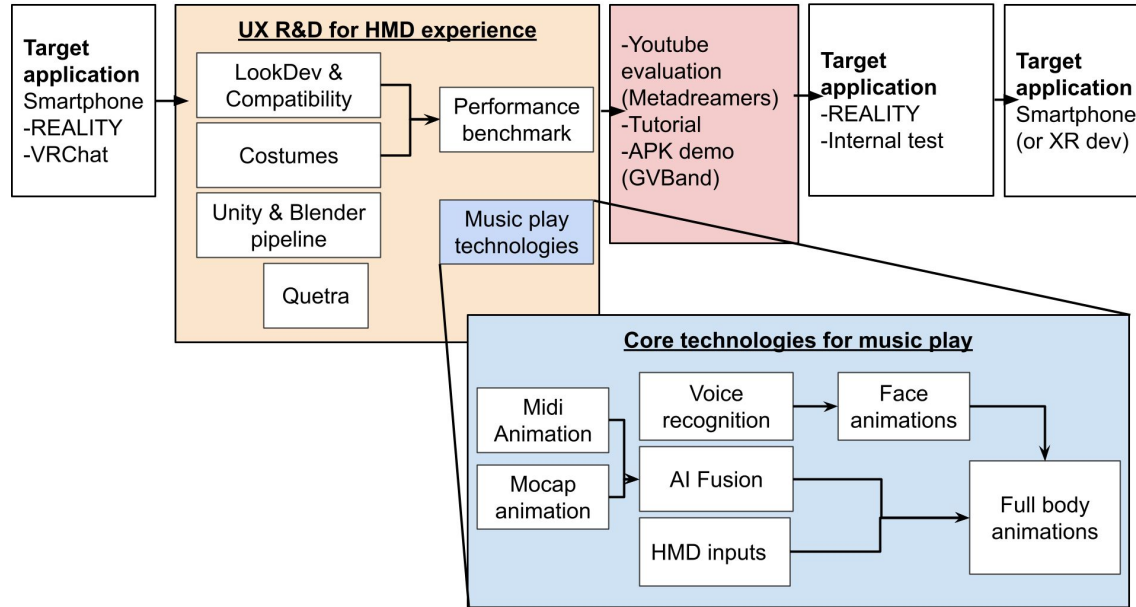 Target
application
Smartphone
-REALITY
-VRChat
UX R&D for HMD experience
LookDev &
Compatibility
Costumes
Unity & Blender
pipeline
Quetra
Performance
benchmark
Music play
technologies
-Youtube
evaluation
(Metadreamers)
-Tutorial
-APK demo
(GVBand)
Target
application
-REALITY
-Internal test
Target
application
Smartphone
(or XR dev)
Core technologies for music play
Midi
Animation
Mocap
animation
Voice
recognition
AI Fusion
HMD inputs
Face
animations
Full body
animations